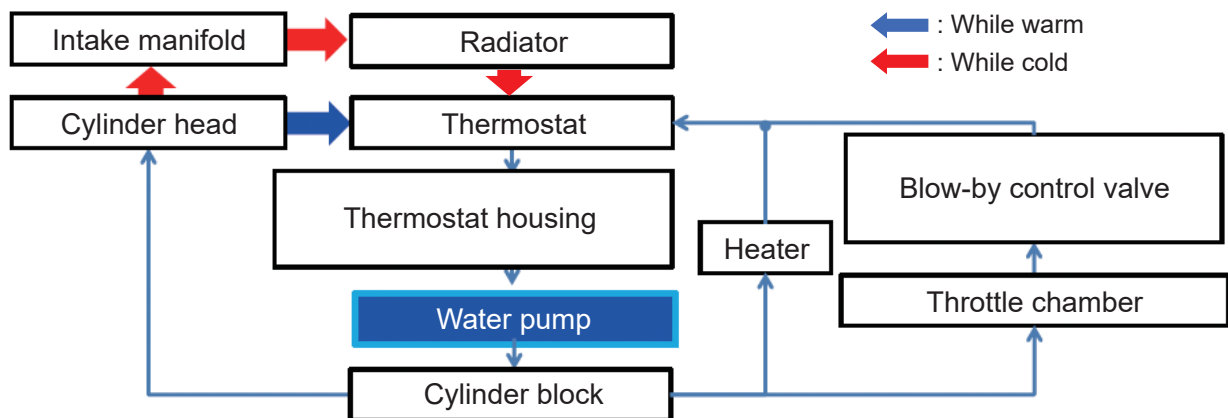 Intake manifold
Radiator
: While warm
: While cold
Cylinder head
Thermostat
Blow-by control valve
Thermostat housing
Heater
Throttle chamber
Water pump
Cylinder block